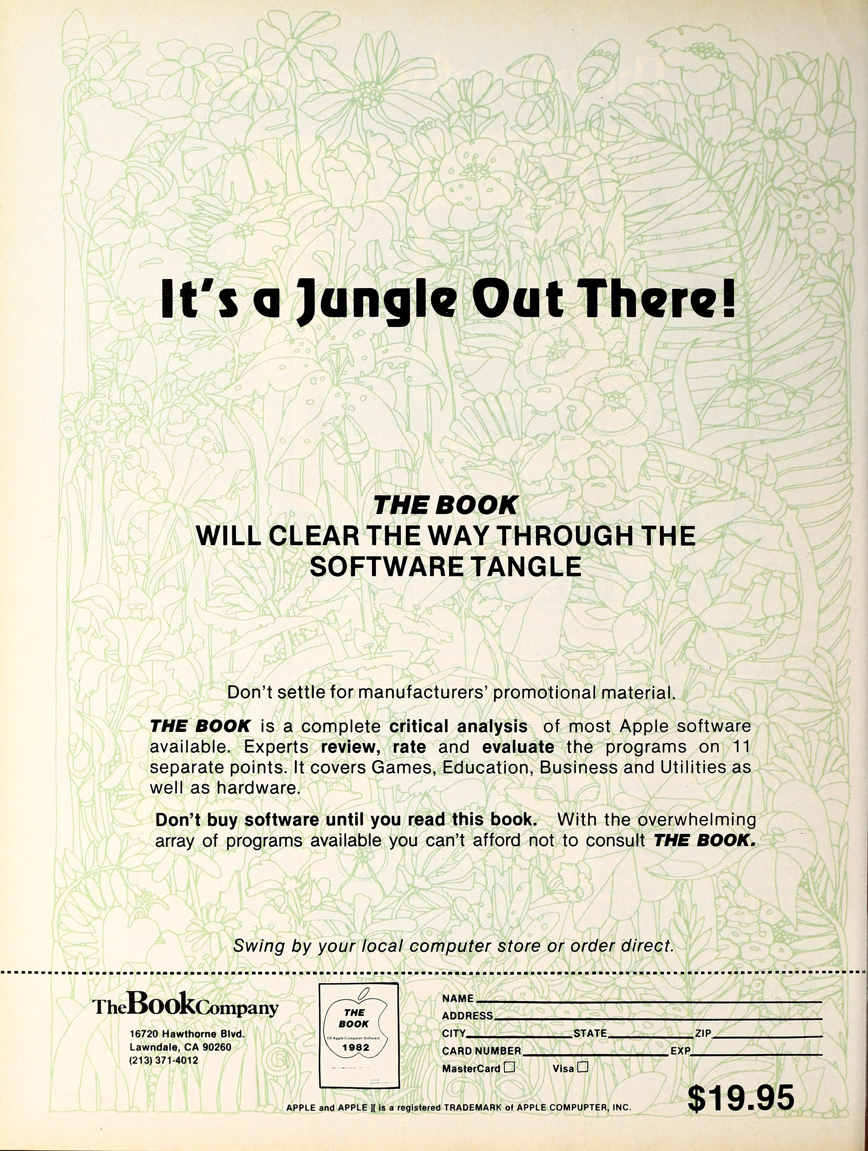 It's a Jungle Out There!
THE BOOK
WILL CLEAR THE WAY THROUGH THE
SOFTWARE TANGLE
Don't settle for manufacturers' promotional material.
THE BOOK is a complete critical analysis of most Apple software
available. Experts review, rate and evaluate the programs on 11
separate points. It covers Games, Education, Business and Utilities as
well as hardware.
Don't buy software until you read this book. With the overwhelming
array of programs available you can't afford not to consult THE BOOK.
Swing by your local computer store or order direct.
The Book Company
16720 Hawthorne Blvd.
Lawndale, CA 90260
(213) 371-4012
THE
BOOK
Of Apple Computer Software
1982
NAME
ADDRESS
CITY STATE ZIP
CARD NUMBER EXP
MasterCard □ Visa □
$19.95
APPLE and APPLE ][ is a registered TRADEMARK of APPLE COMPUPTER, INC.